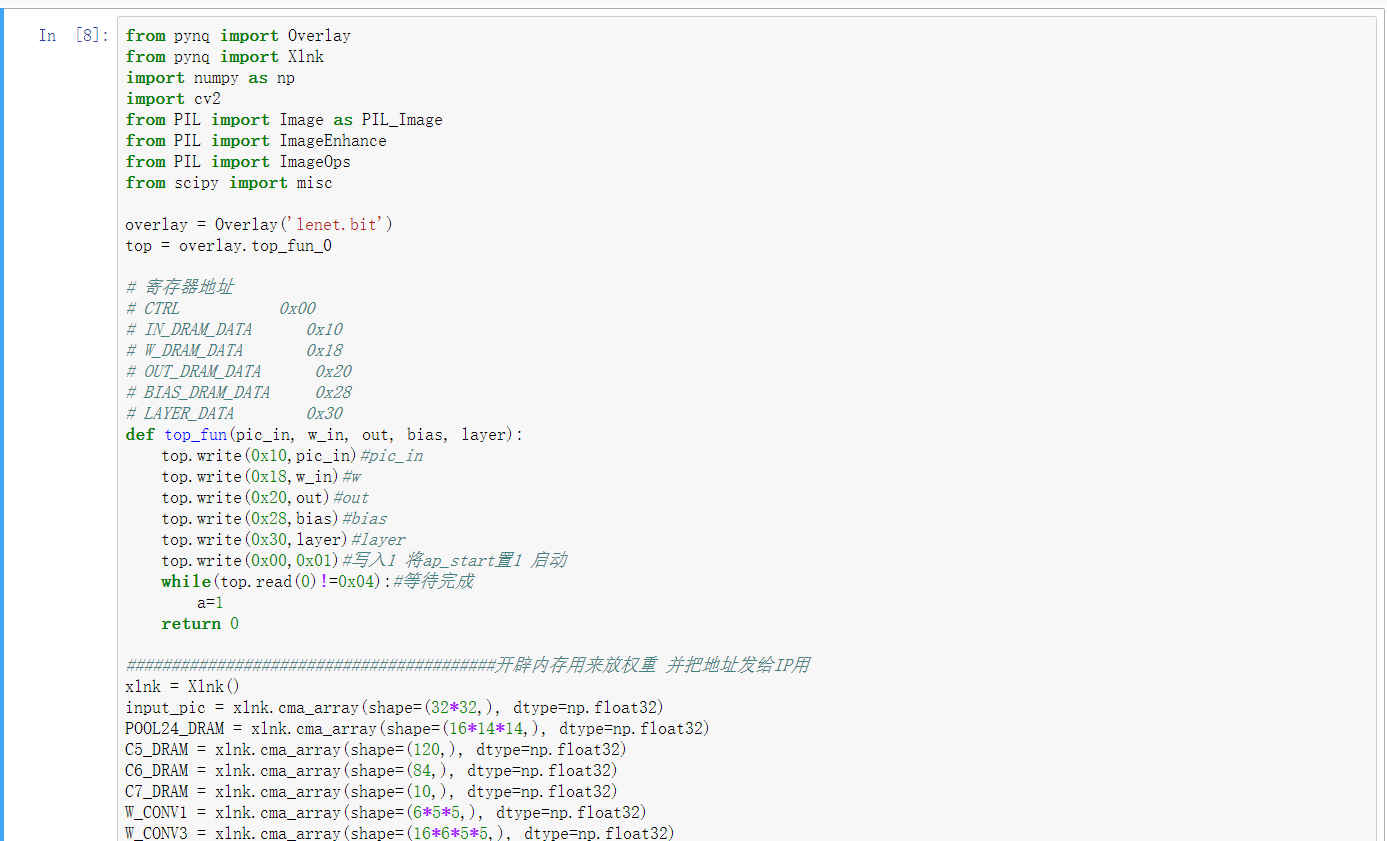 In [8]:
from pynq import Overlay
from pynq import Xlnk
import numpy as np
import cv2
from PIL import Image as PIL_Image
from PIL import ImageEnhance
from PIL import ImageOps
from scipy import misc

overlay = Overlay('lenet.bit')
top = overlay.top_fun_0

# 寄存器地址
# CTRL           0x00
# IN_DRAM_DATA      0x10
# W_DRAM_DATA       0x18
# OUT_DRAM_DATA      0x20
# BIAS_DRAM_DATA     0x28
# LAYER_DATA        0x30
def top_fun(pic_in, w_in, out, bias, layer):
    top.write(0x10,pic_in)#pic_in
    top.write(0x18,w_in)#w
    top.write(0x20,out)#out
    top.write(0x28,bias)#bias
    top.write(0x30,layer)#layer
    top.write(0x00,0x01)#写入1 将ap_start置1 启动
    while(top.read(0)!=0x04):#等待完成
        a=1
    return 0

#########################################开辟内存用来放权重 并把地址发给IP用
xlnk = Xlnk()
input_pic = xlnk.cma_array(shape=(32*32,), dtype=np.float32)
POOL24_DRAM = xlnk.cma_array(shape=(16*14*14,), dtype=np.float32)
C5_DRAM = xlnk.cma_array(shape=(120,), dtype=np.float32)
C6_DRAM = xlnk.cma_array(shape=(84,), dtype=np.float32)
C7_DRAM = xlnk.cma_array(shape=(10,), dtype=np.float32)
W_CONV1 = xlnk.cma_array(shape=(6*5*5,), dtype=np.float32)
W_CONV3 = xlnk.cma_array(shape=(16*6*5*5,), dtype=np.float32)